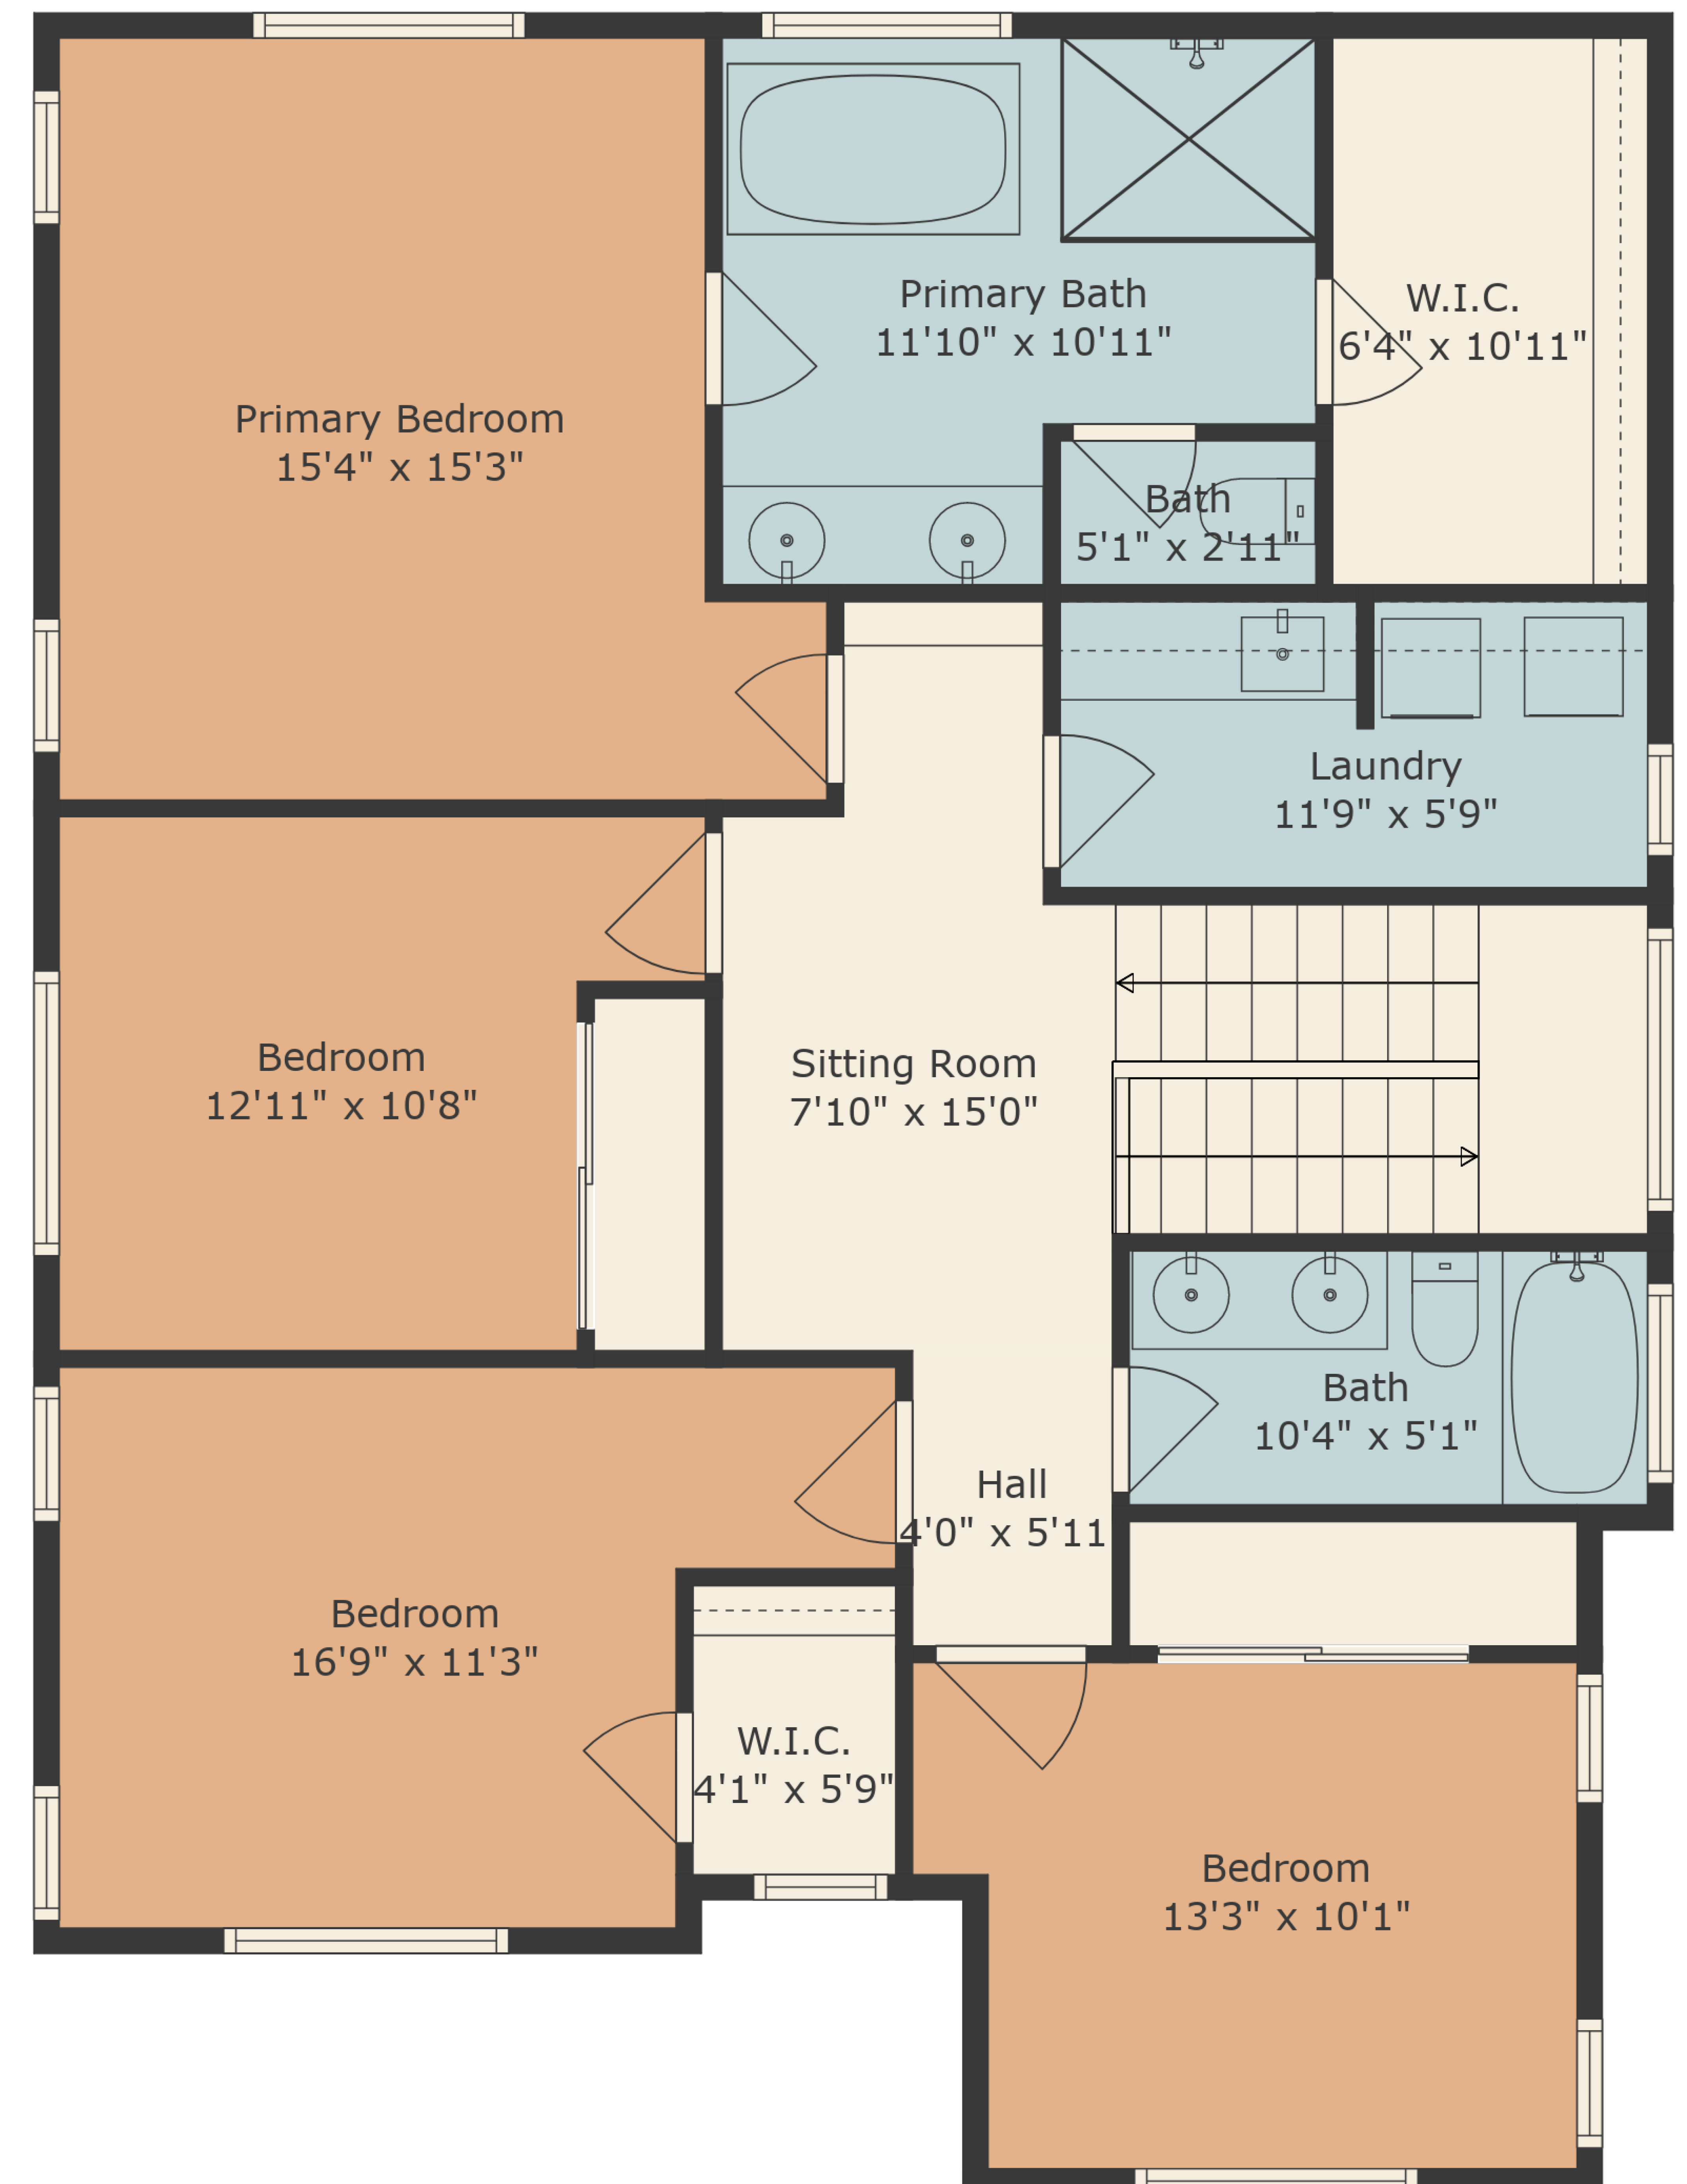 Primary Bath
11'10" x 10'11"
W.I.C.
6'4" x 10'11"
Primary Bedroom
15'4" x 15'3"
Bath
5'1" x 2'11"
Laundry
11'9" x 5'9"
Bedroom
12'11" x 10'8"
Sitting Room
7'10" x 15'0"
Bath
10'4" x 5'1"
Hall
4'0" x 5'11
Bedroom
16'9" x 11'3"
W.I.C.
4'1" x 5'9"
Bedroom
13'3" x 10'1"